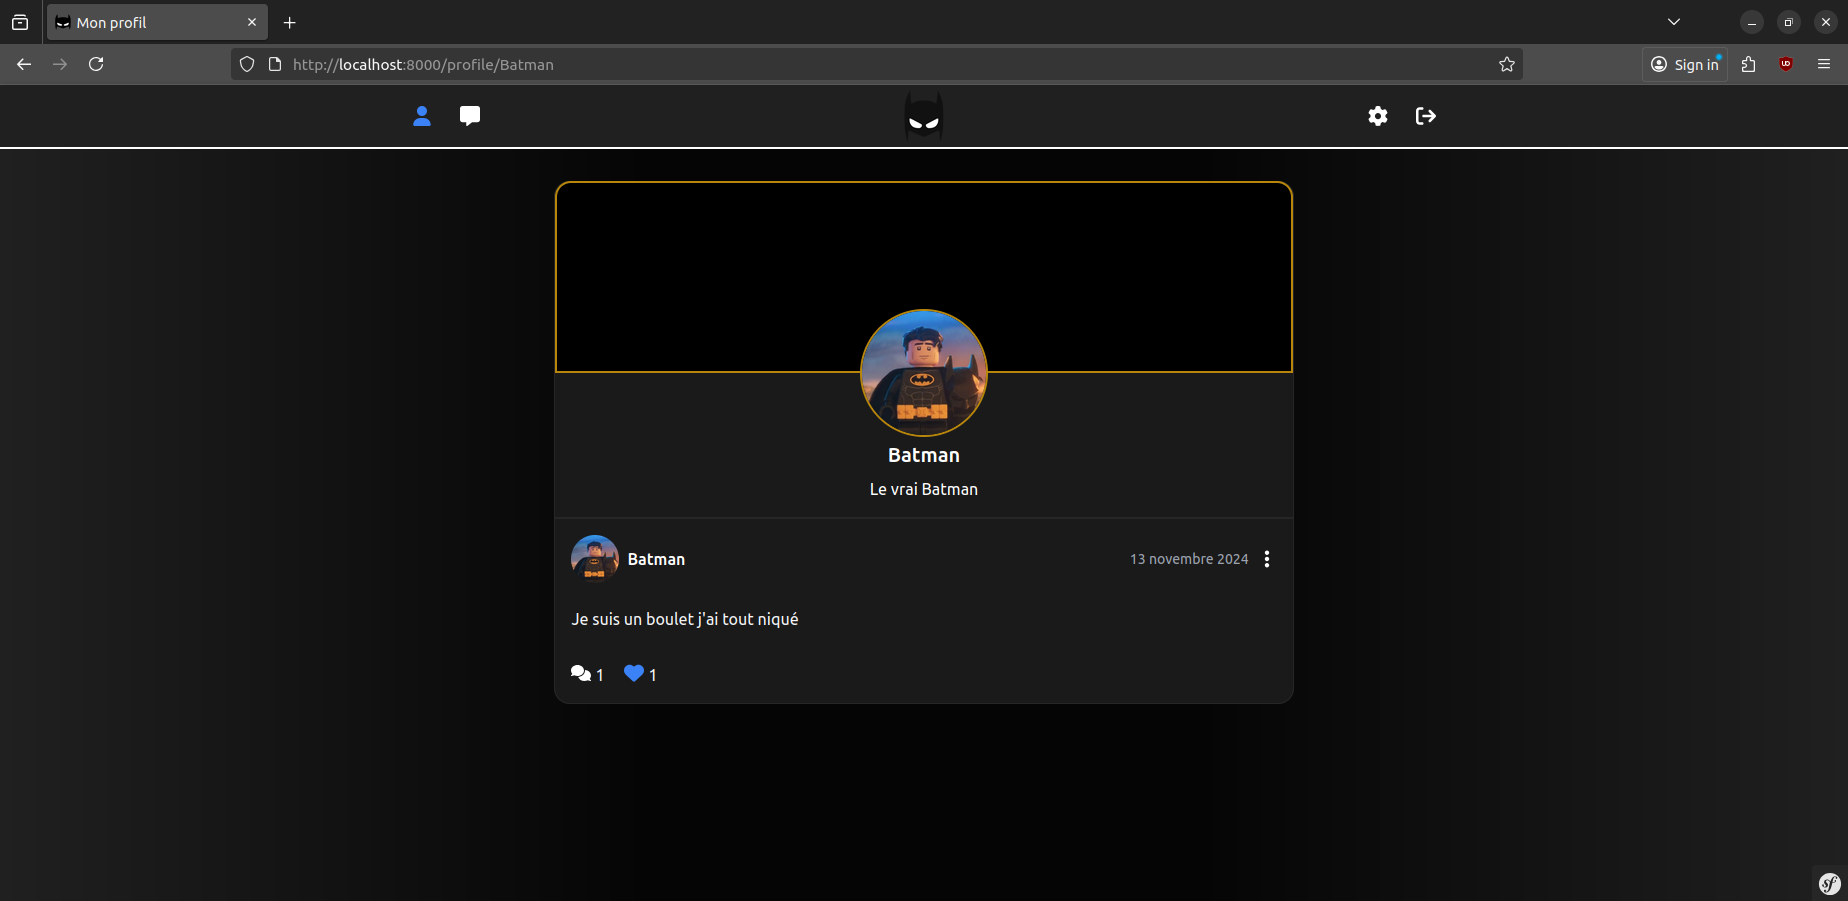 Mon profil
http://localhost:8000/profile/Batman
Sign in
Batman
Le vrai Batman
Batman
13 novembre 2024
Je suis un boulet j'ai tout niqué
1
1
sf